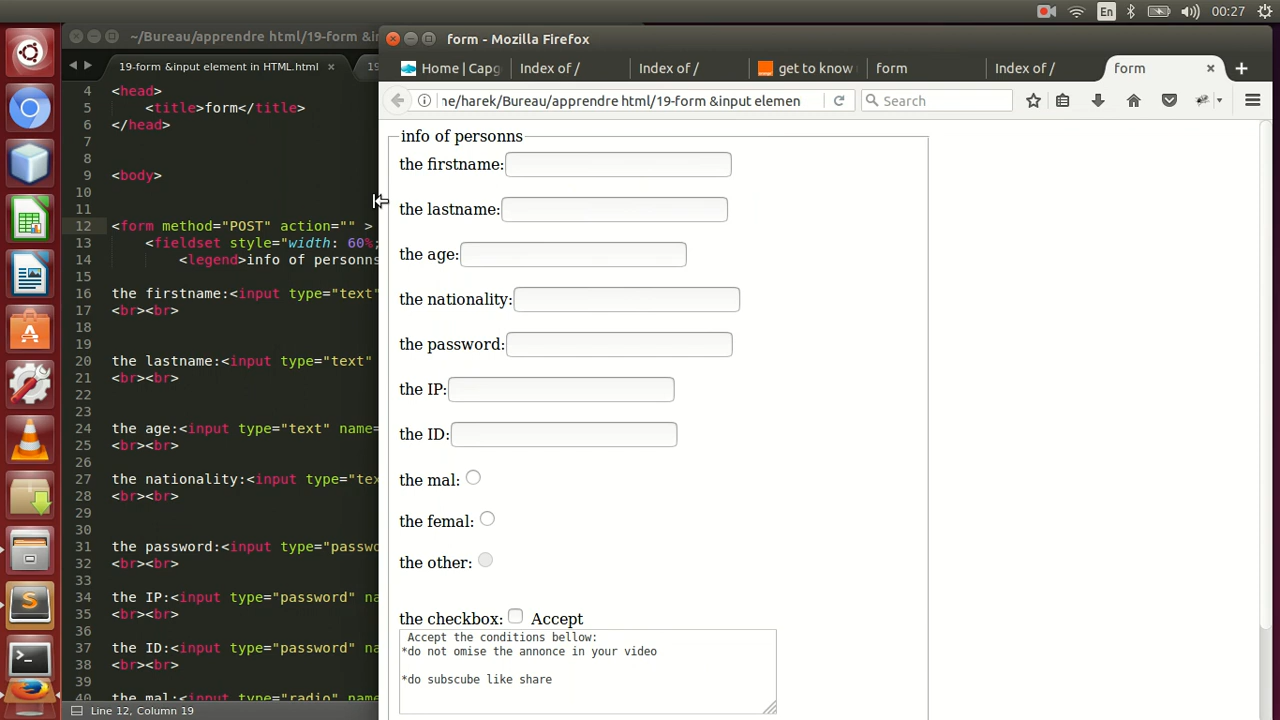 En 00:27
~/Bureau/apprendre html/19-form &in
form - Mozilla Firefox
19-form &input element in HTML.html × 19
Home | Capg Index of / Index of / get to know form Index of / form ×
ne/harek/Bureau/apprendre html/19-form &input elemen Search
4 <head>
5 <title>form</title>
6 </head>
7
8
9 <body>
10
11
12 <form method="POST" action="" >
13 <fieldset style="width: 60%;
14 <legend>info of personns
15
16 the firstname:<input type="text"
17 <br><br>
18
19
20 the lastname:<input type="text"
21 <br><br>
22
23
24 the age:<input type="text" name=
25 <br><br>
26
27 the nationality:<input type="tex
28 <br><br>
29
30
31 the password:<input type="passwo
32 <br><br>
33
34 the IP:<input type="password" na
35 <br><br>
36
37 the ID:<input type="password" na
38 <br><br>
39
40 the mal:<input type="radio" name
Line 12, Column 19
info of personns
the firstname:
the lastname:
the age:
the nationality:
the password:
the IP:
the ID:
the mal:
the femal:
the other:
the checkbox: Accept
Accept the conditions bellow:
*do not omise the annonce in your video
*do subscube like share